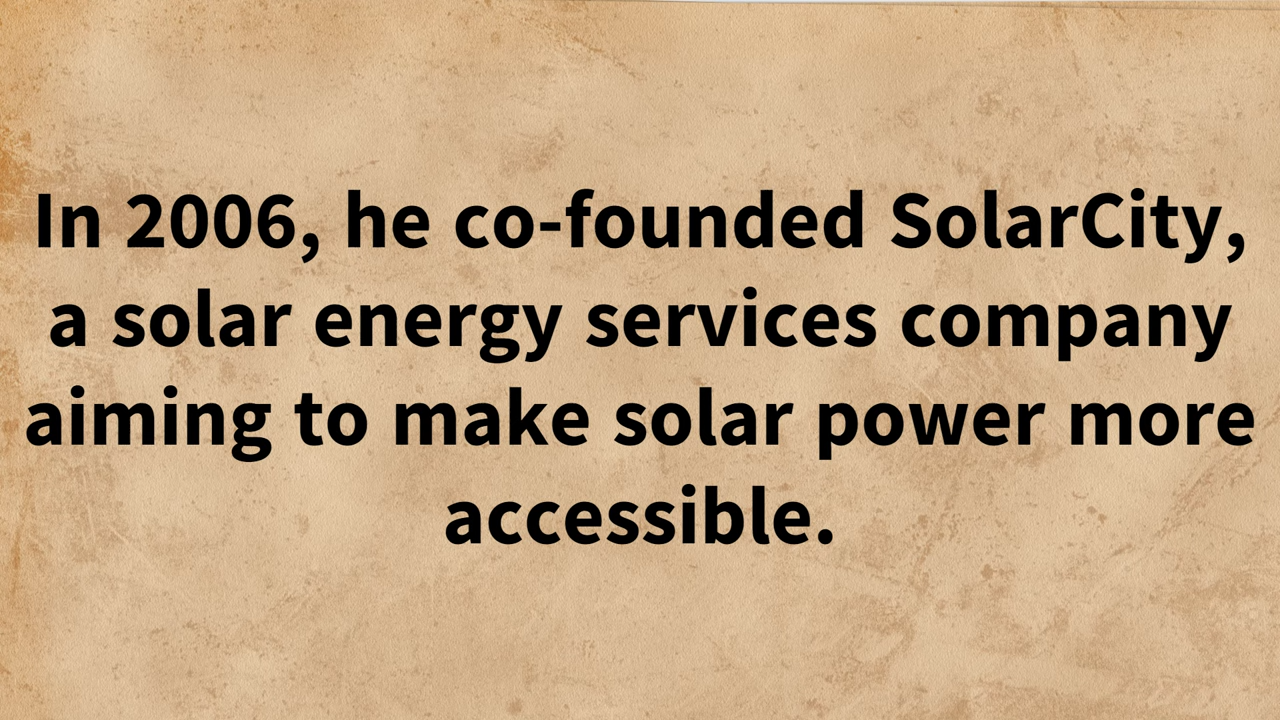 In 2006, he co-founded SolarCity,
a solar energy services company
aiming to make solar power more
accessible.